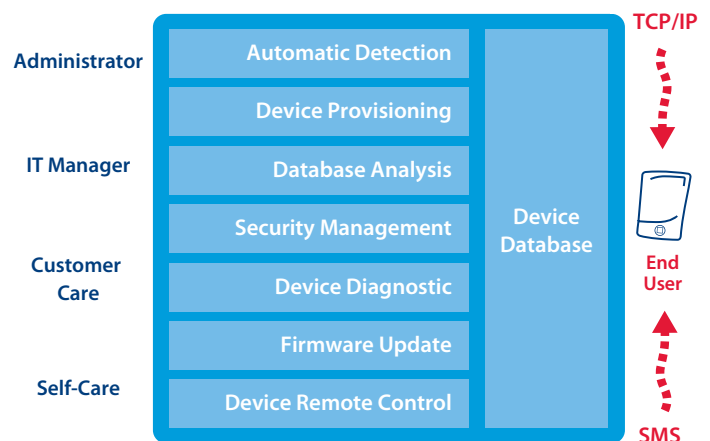 Administrator
IT Manager
Customer
Care
Self-Care
Automatic Detection
Device Provisioning
Database Analysis
Security Management
Device Diagnostic
Firmware Update
Device Remote Control
Device
Database
TCP/IP
End
User
SMS